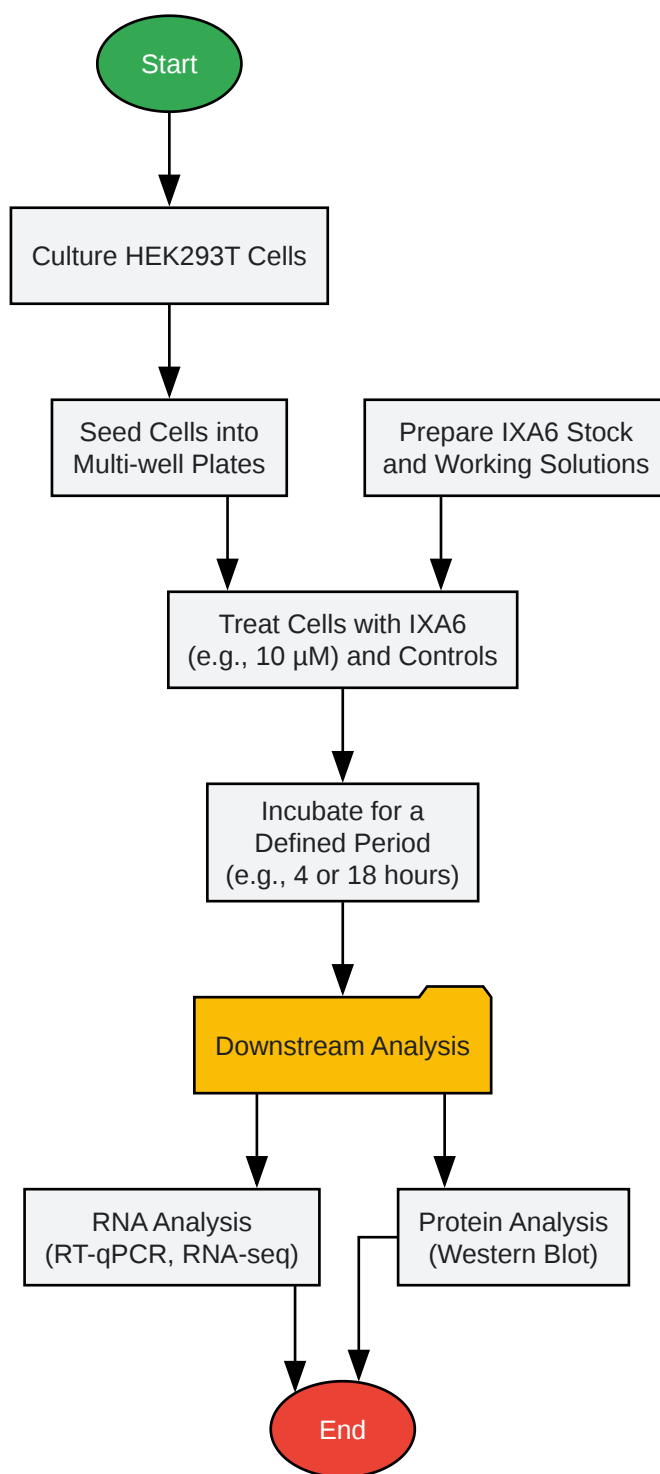 Start
Culture HEK293T Cells
Seed Cells into
Multi-well Plates
Prepare IXA6 Stock
and Working Solutions
Treat Cells with IXA6
(e.g., 10 µM) and Controls
Incubate for a
Defined Period
(e.g., 4 or 18 hours)
Downstream Analysis
RNA Analysis
(RT-qPCR, RNA-seq)
Protein Analysis
(Western Blot)
End